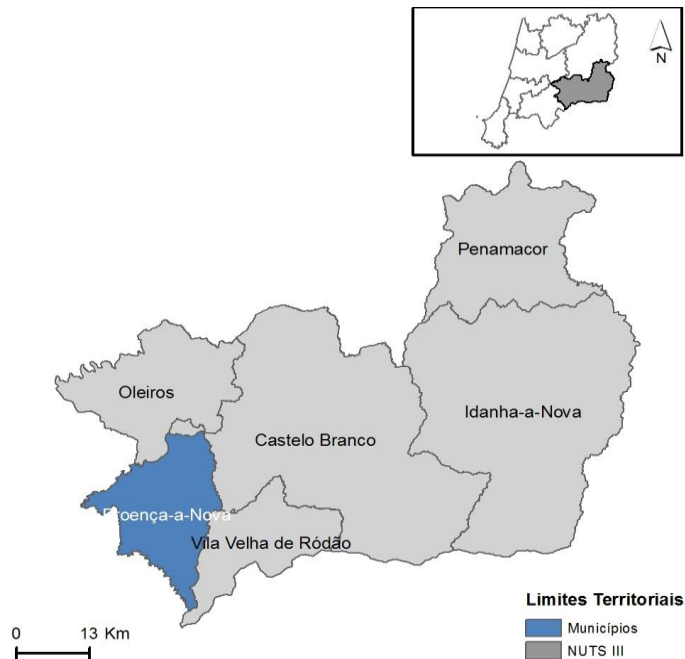 N
Penamacor
Oleiros
Idanha-a-Nova
Castelo Branco
Proença-a-Nova
Vila Velha de Ródão
Limites Territoriais
0 13 Km
Municípios
NUTS III